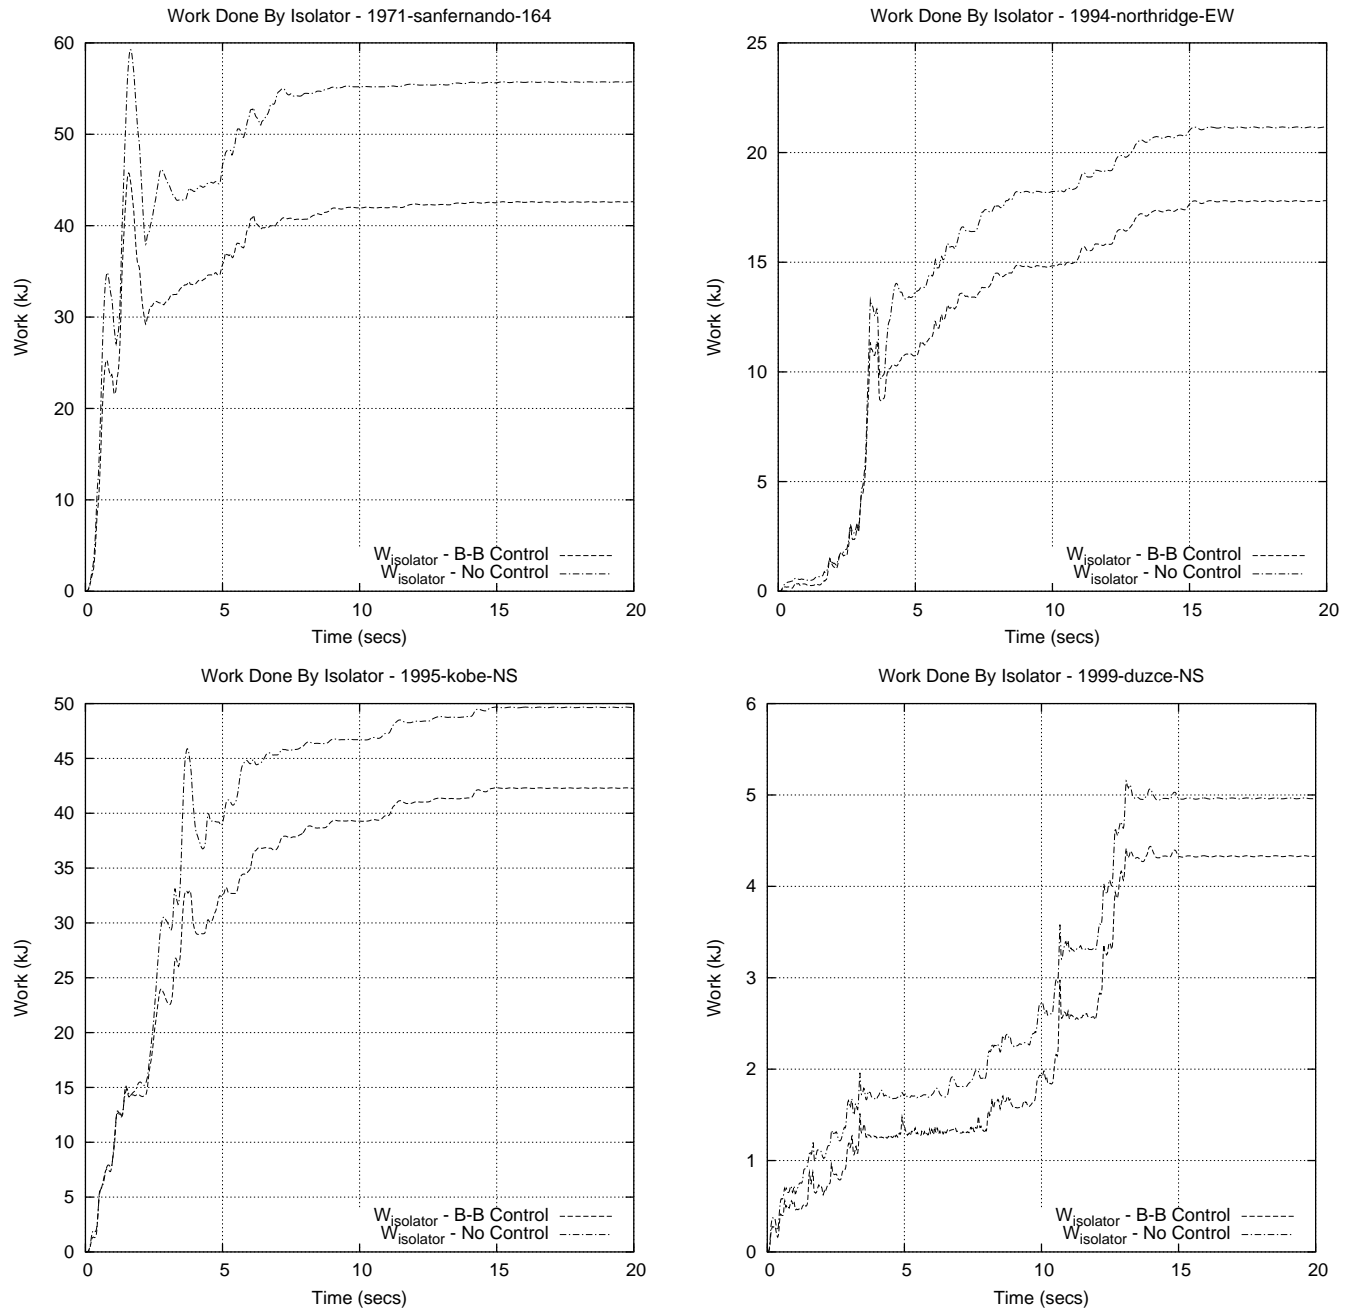 Work Done By Isolator - 1971-sanfernando-164
60
50
40
30
20
10
0
Work (kJ)
W_isolator - B-B Control
W_isolator - No Control
0 5 10 15 20
Time (secs)
Work Done By Isolator - 1994-northridge-EW
25
20
15
10
5
0
Work (kJ)
W_isolator - B-B Control
W_isolator - No Control
0 5 10 15 20
Time (secs)
Work Done By Isolator - 1995-kobe-NS
50
45
40
35
30
25
20
15
10
5
0
Work (kJ)
W_isolator - B-B Control
W_isolator - No Control
0 5 10 15 20
Time (secs)
Work Done By Isolator - 1999-duzce-NS
6
5
4
3
2
1
0
Work (kJ)
W_isolator - B-B Control
W_isolator - No Control
0 5 10 15 20
Time (secs)